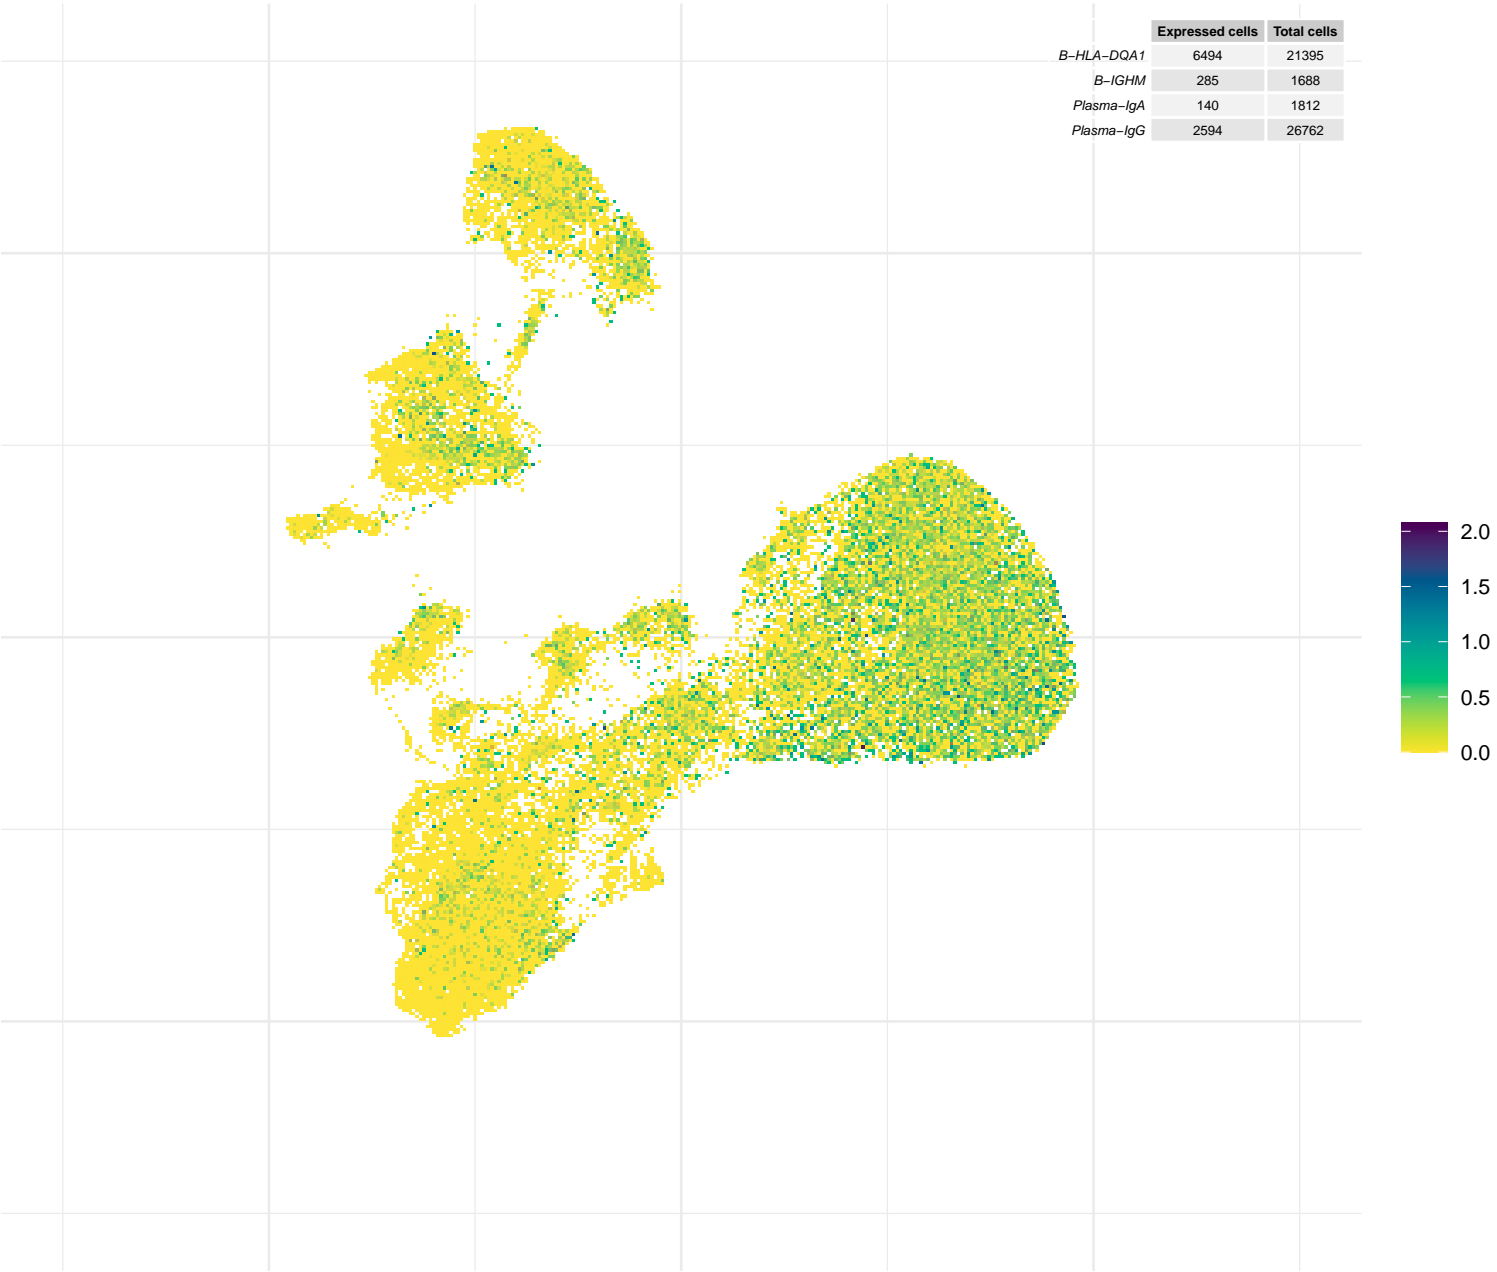 Expressed cells Total cells
B−HLA−DQA1 6494 21395
B−IGHM 285 1688
Plasma−IgA 140 1812
Plasma−IgG 2594 26762
2.0
1.5
1.0
0.5
0.0